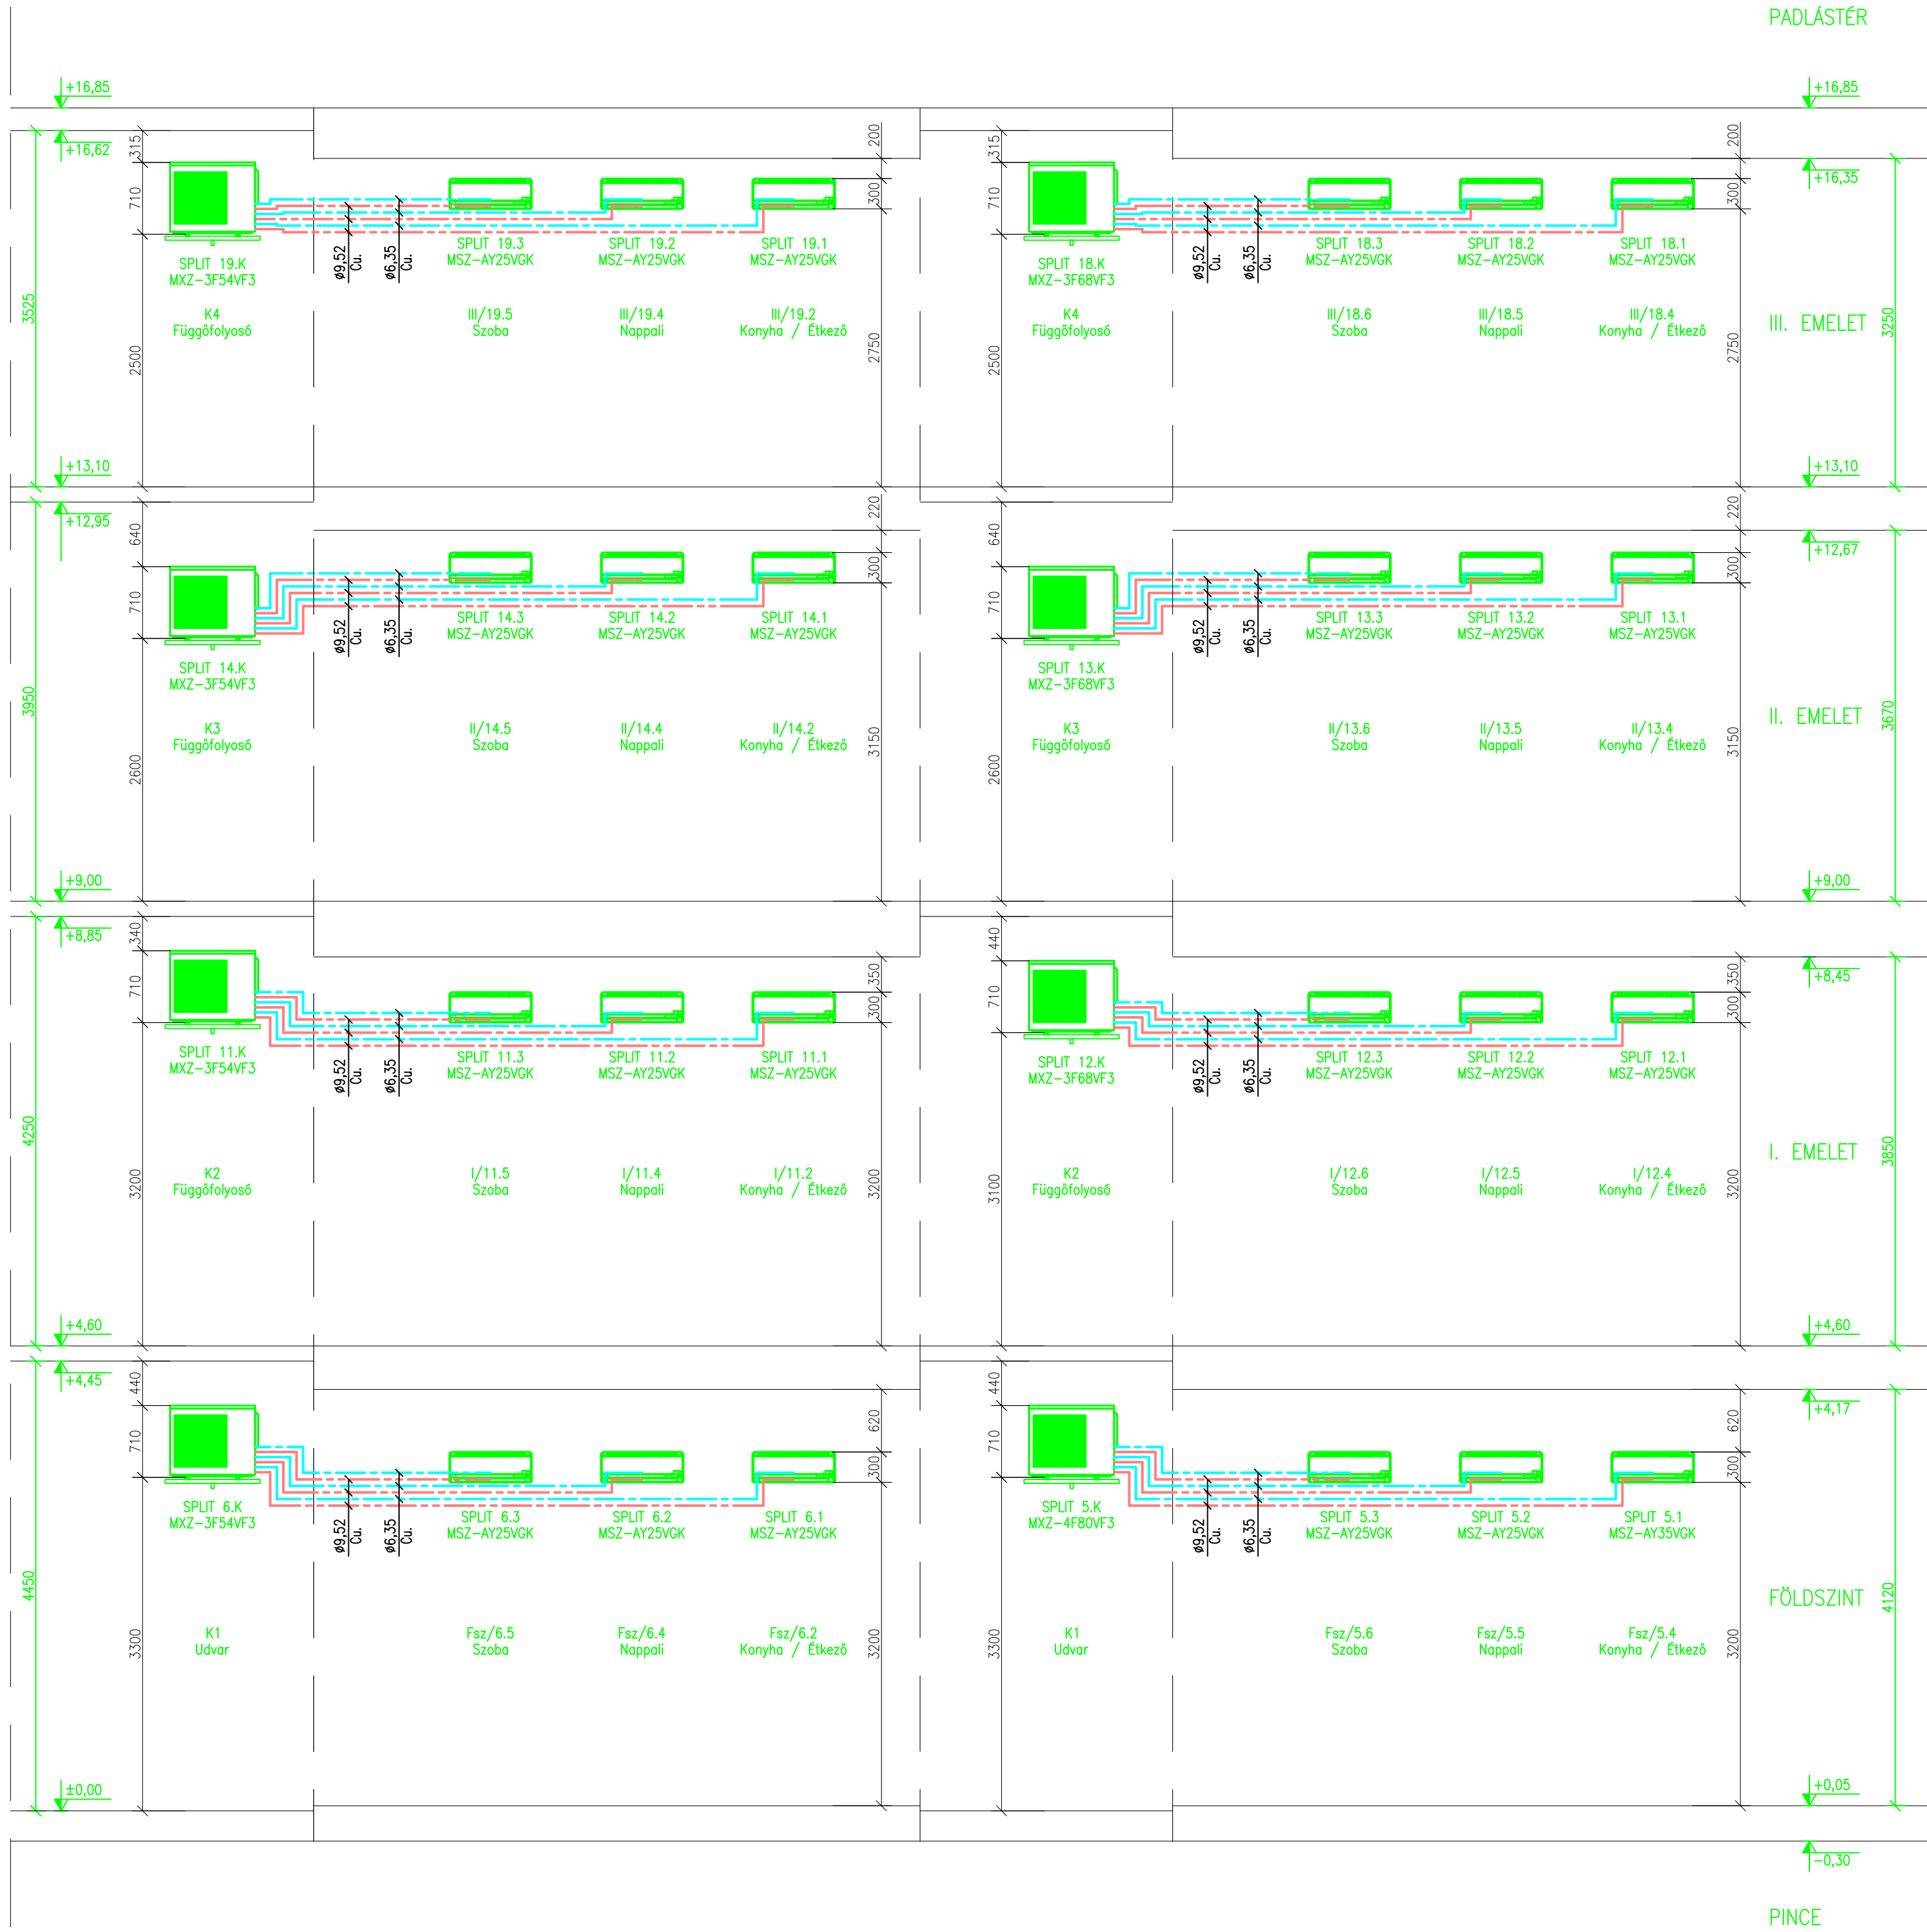 PADLÁSTÉR
+16,85
+16,85
+16,62
315
200
315
200
+16,35
710
300
710
300
SPLIT 19.K
MXZ-3F54VF3
ø9,52
Cu.
ø6,35
Cu.
SPLIT 19.3
MSZ-AY25VGK
SPLIT 19.2
MSZ-AY25VGK
SPLIT 19.1
MSZ-AY25VGK
SPLIT 18.K
MXZ-3F68VF3
ø9,52
Cu.
ø6,35
Cu.
SPLIT 18.3
MSZ-AY25VGK
SPLIT 18.2
MSZ-AY25VGK
SPLIT 18.1
MSZ-AY25VGK
3525
K4
Függőfolyosó
III/19.5
Szoba
III/19.4
Nappali
III/19.2
Konyha / Étkező
K4
Függőfolyosó
III/18.6
Szoba
III/18.5
Nappali
III/18.4
Konyha / Étkező
III. EMELET
3250
2500
2750
2500
2750
+13,10
+13,10
+12,95
640
220
640
220
+12,67
710
300
710
300
SPLIT 14.K
MXZ-3F54VF3
ø9,52
Cu.
ø6,35
Cu.
SPLIT 14.3
MSZ-AY25VGK
SPLIT 14.2
MSZ-AY25VGK
SPLIT 14.1
MSZ-AY25VGK
SPLIT 13.K
MXZ-3F68VF3
ø9,52
Cu.
ø6,35
Cu.
SPLIT 13.3
MSZ-AY25VGK
SPLIT 13.2
MSZ-AY25VGK
SPLIT 13.1
MSZ-AY25VGK
3950
K3
Függőfolyosó
II/14.5
Szoba
II/14.4
Nappali
II/14.2
Konyha / Étkező
K3
Függőfolyosó
II/13.6
Szoba
II/13.5
Nappali
II/13.4
Konyha / Étkező
II. EMELET
3670
2600
3150
2600
3150
+9,00
+9,00
+8,85
340
350
440
350
+8,45
710
300
710
300
SPLIT 11.K
MXZ-3F54VF3
ø9,52
Cu.
ø6,35
Cu.
SPLIT 11.3
MSZ-AY25VGK
SPLIT 11.2
MSZ-AY25VGK
SPLIT 11.1
MSZ-AY25VGK
SPLIT 12.K
MXZ-3F68VF3
ø9,52
Cu.
ø6,35
Cu.
SPLIT 12.3
MSZ-AY25VGK
SPLIT 12.2
MSZ-AY25VGK
SPLIT 12.1
MSZ-AY25VGK
4250
K2
Függőfolyosó
I/11.5
Szoba
I/11.4
Nappali
I/11.2
Konyha / Étkező
K2
Függőfolyosó
I/12.6
Szoba
I/12.5
Nappali
I/12.4
Konyha / Étkező
I. EMELET
3850
3200
3200
3100
3200
+4,60
+4,60
+4,45
440
620
440
620
+4,17
710
300
710
300
SPLIT 6.K
MXZ-3F54VF3
ø9,52
Cu.
ø6,35
Cu.
SPLIT 6.3
MSZ-AY25VGK
SPLIT 6.2
MSZ-AY25VGK
SPLIT 6.1
MSZ-AY25VGK
SPLIT 5.K
MXZ-4F80VF3
ø9,52
Cu.
ø6,35
Cu.
SPLIT 5.3
MSZ-AY25VGK
SPLIT 5.2
MSZ-AY25VGK
SPLIT 5.1
MSZ-AY35VGK
4450
K1
Udvar
Fsz/6.5
Szoba
Fsz/6.4
Nappali
Fsz/6.2
Konyha / Étkező
K1
Udvar
Fsz/5.6
Szoba
Fsz/5.5
Nappali
Fsz/5.4
Konyha / Étkező
FÖLDSZINT
4120
3300
3200
3300
3200
±0,00
+0,05
-0,30
PINCE